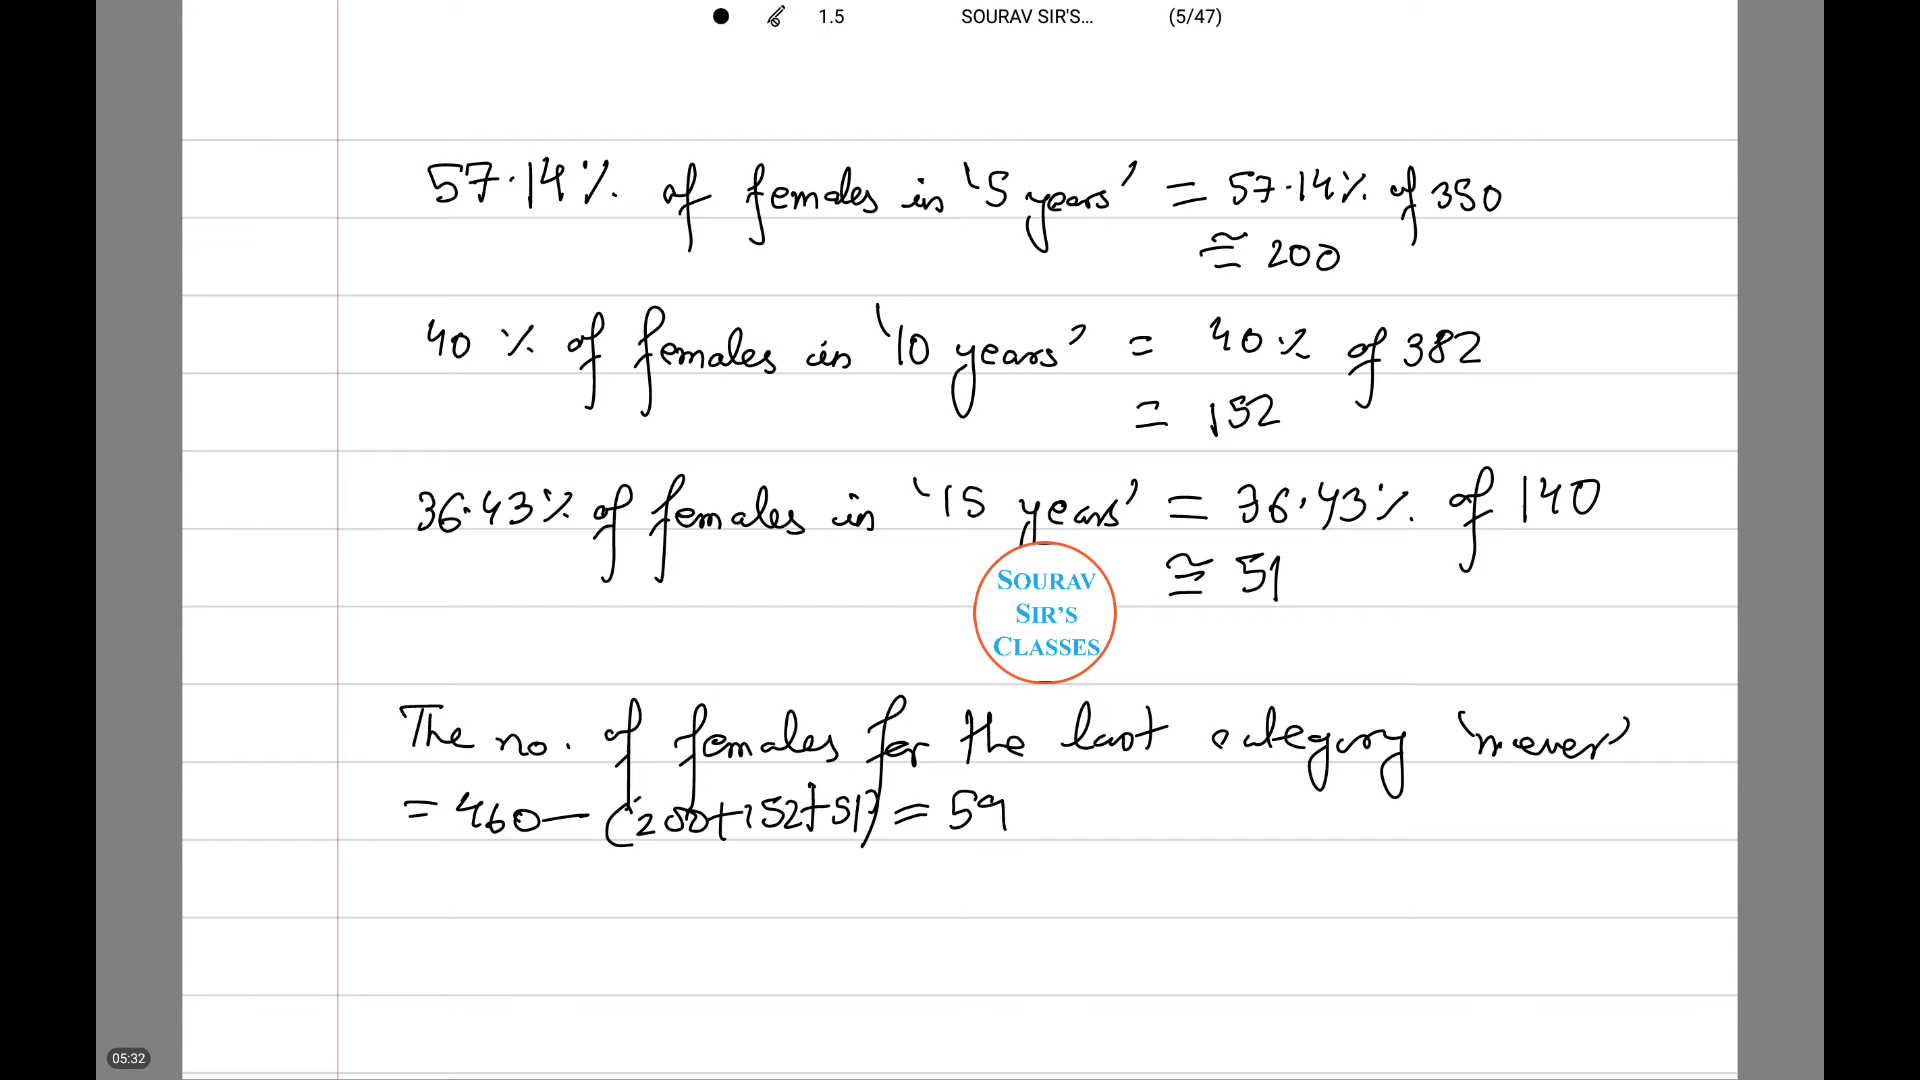 1.5 SOURAV SIR'S... (5/47)
57.14% of females in '5 years' = 57.14% of 350
≅ 200
40 % of females in '10 years' = 40% of 382
= 152
36.43% of females in '15 years' = 36.43% of 140
≅ 51
SOURAV
SIR'S
CLASSES
The no. of females for the last category 'never'
= 460 - (200+152+51) = 59
05:32